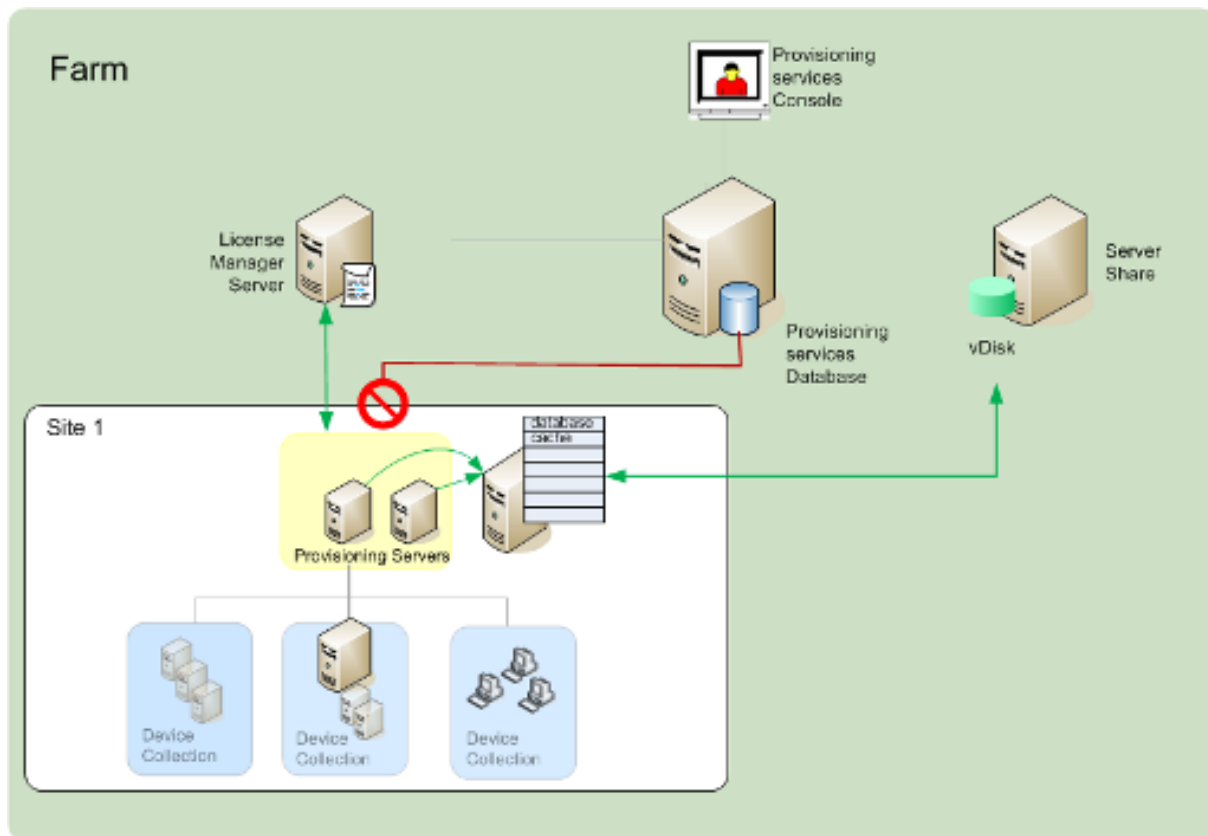 Farm
Provisioning
services
Console
License
Manager
Server
Server
Share
vDisk
Provisioning
services
Database
Site 1
database
cache
Provisioning Servers
Device
Collection
Device
Collection
Device
Collection